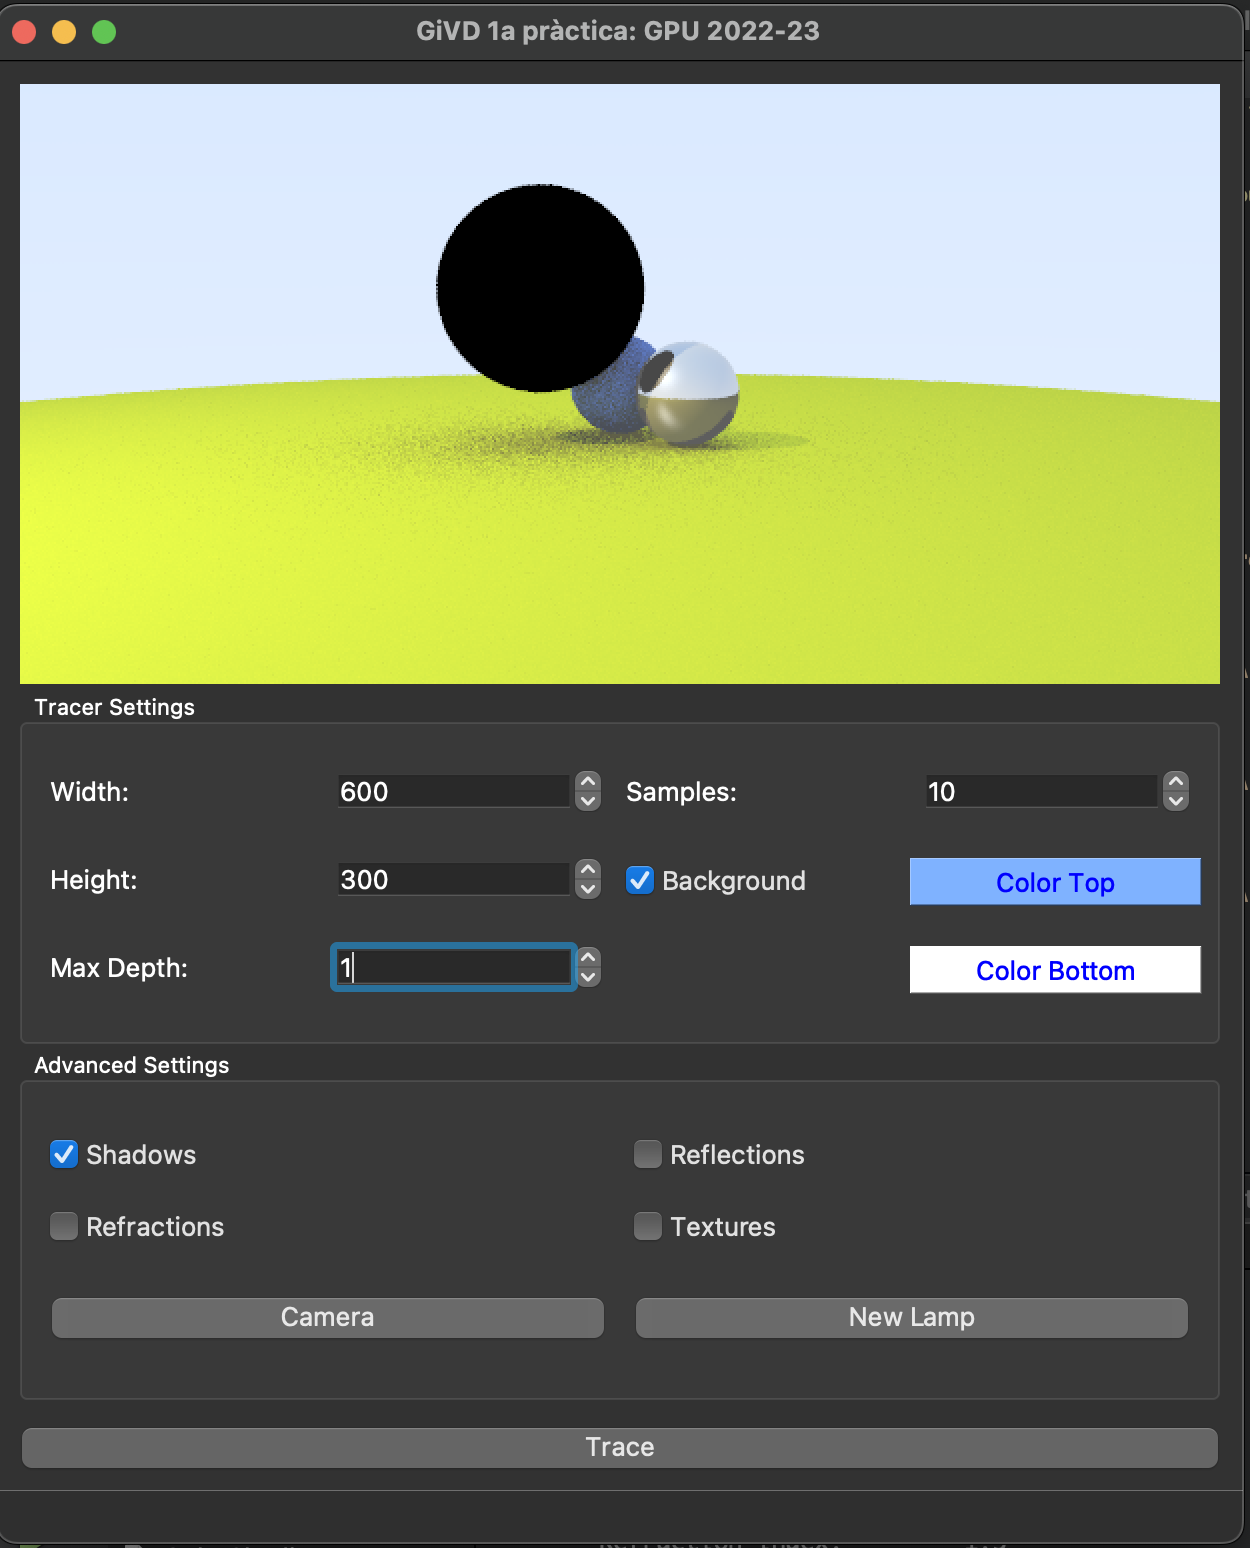 GiVD 1a pràctica: GPU 2022-23
Tracer Settings
Width: 600 Samples: 10
Height: 300 Background Color Top
Max Depth: 1 Color Bottom
Advanced Settings
Shadows Reflections
Refractions Textures
Camera New Lamp
Trace